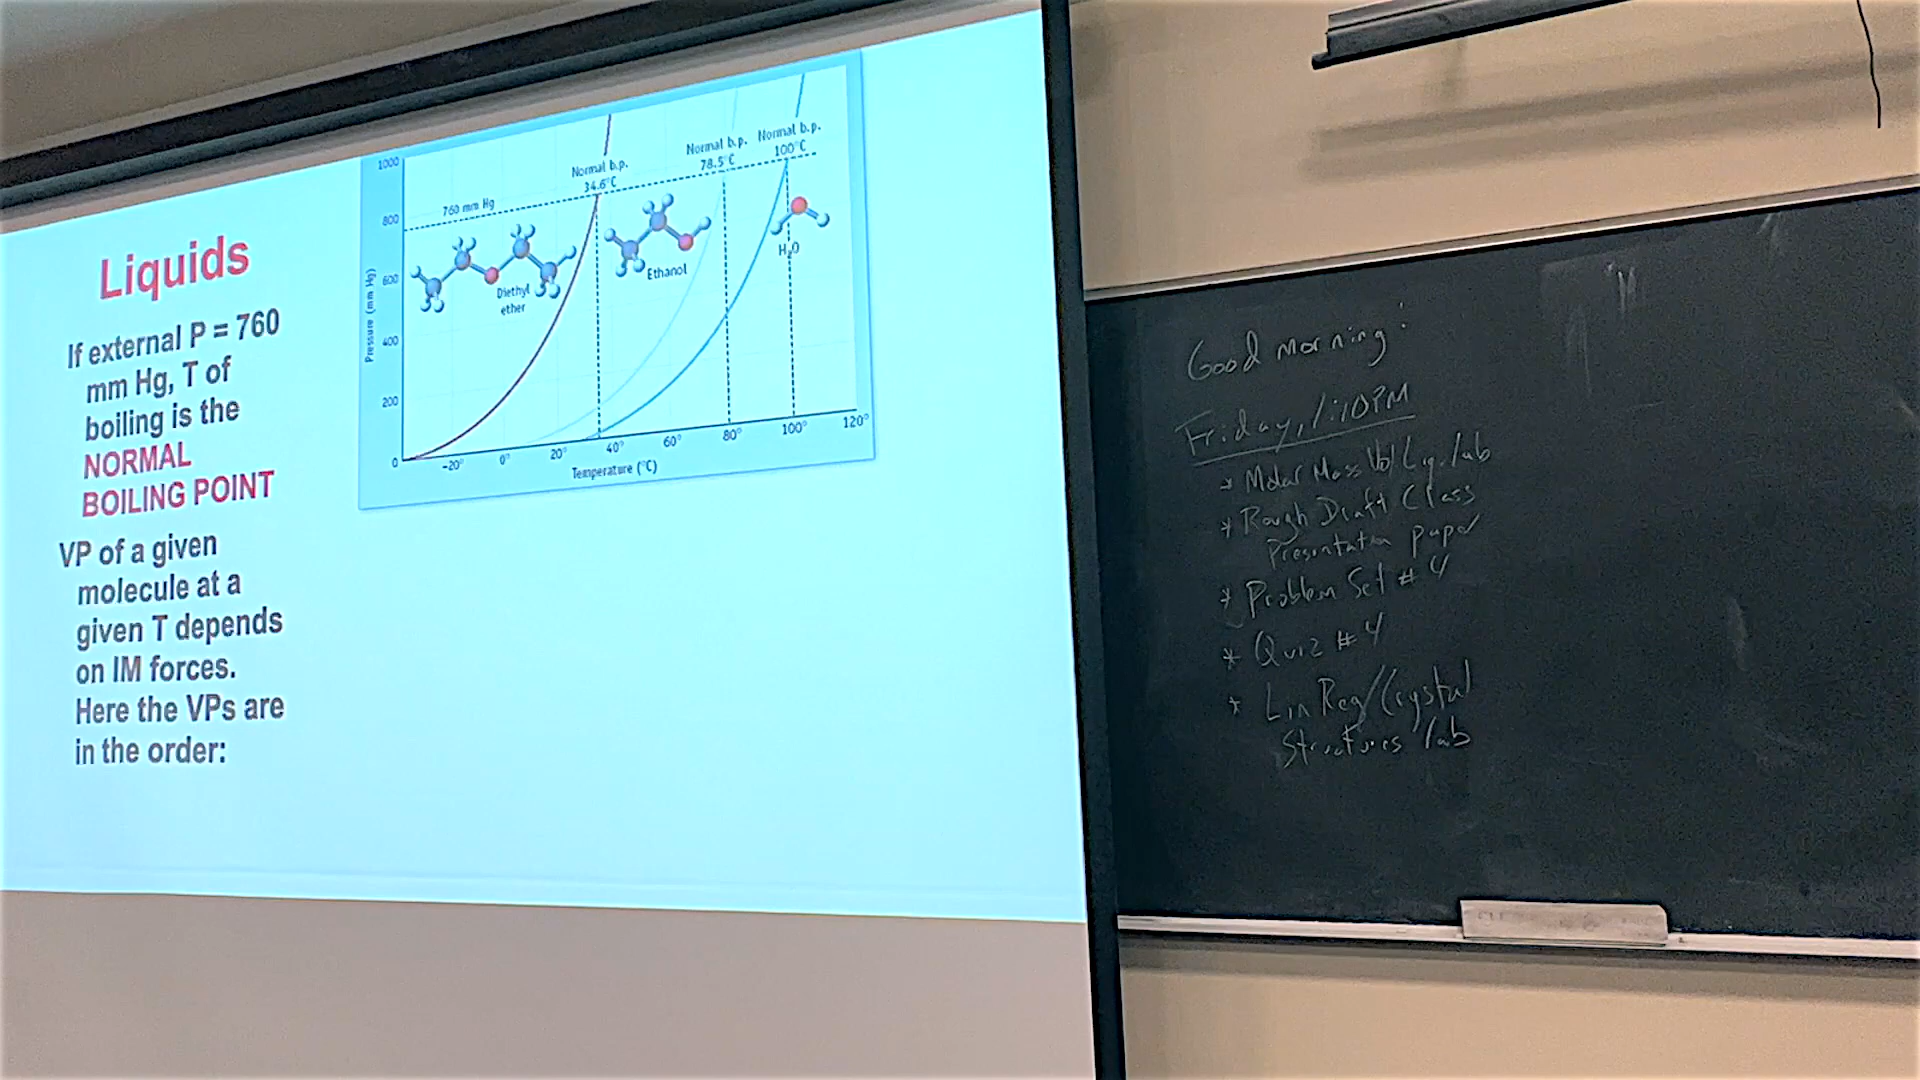 Liquids
If external P = 760
mm Hg, T of
boiling is the
NORMAL
BOILING POINT
VP of a given
molecule at a
given T depends
on IM forces.
Here the VPs are
in the order:
Pressure (mm Hg)
1000
800
600
400
200
0
760 mm Hg
Normal b.p.
34.6°C
Normal b.p.
78.5°C
Normal b.p.
100°C
Diethyl
ether
Ethanol
H₂O
-20° 0° 20° 40° 60° 80° 100° 120°
Temperature (°C)
Good Morning!
Friday, 1:10PM
* Molar Mass Vol Liq. lab
* Rough Draft Class
Presentation paper
* Problem Set # 4
* Quiz # 4
* Lin Reg/Crystal
Structures lab